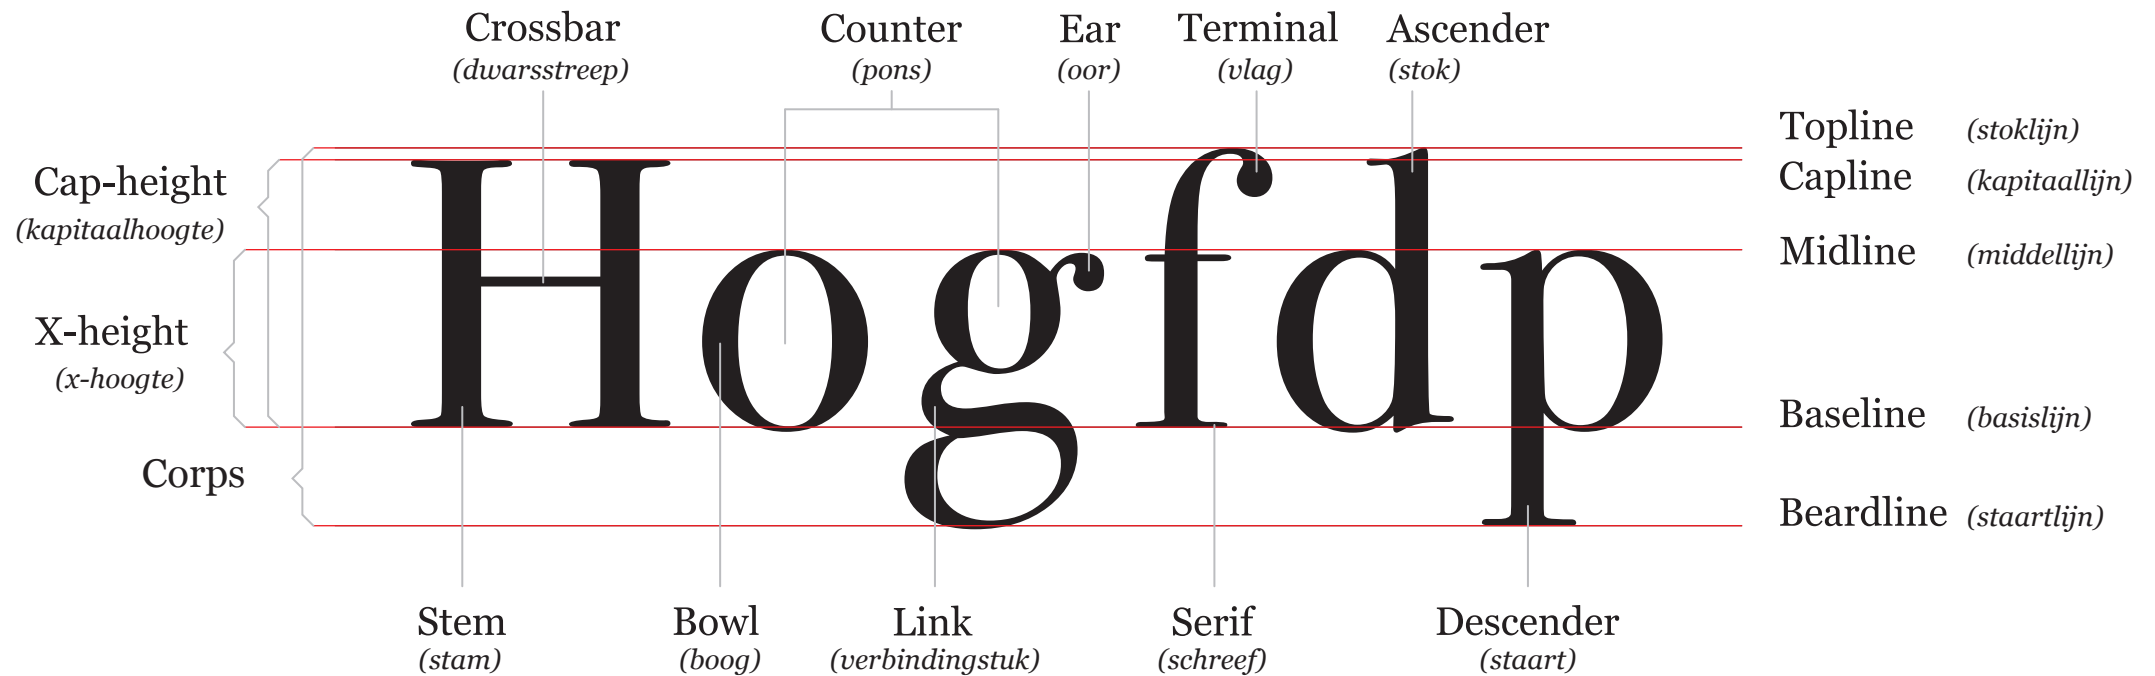 Crossbar Counter Ear Terminal Ascender
(dwarsstreep) (pons) (oor) (vlag) (stok)
Topline (stoklijn)
Cap-height Capline (kapitaallijn)
(kapitaalhoogte)
Midline (middellijn)
X-height
(x-hoogte)
Hogfdp
Baseline (basislijn)
Corps
Beardline (staartlijn)
Stem Bowl Link Serif Descender
(stam) (boog) (verbindingstuk) (schreef) (staart)